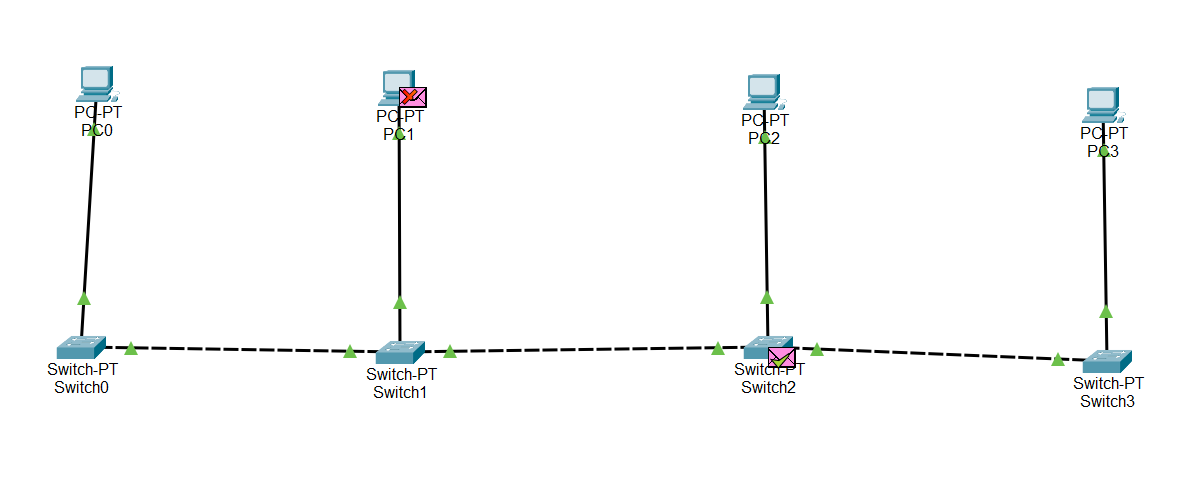 PC-PT
PC0
PC-PT
PC1
PC-PT
PC2
PC-PT
PC3
Switch-PT
Switch0
Switch-PT
Switch1
Switch-PT
Switch2
Switch-PT
Switch3